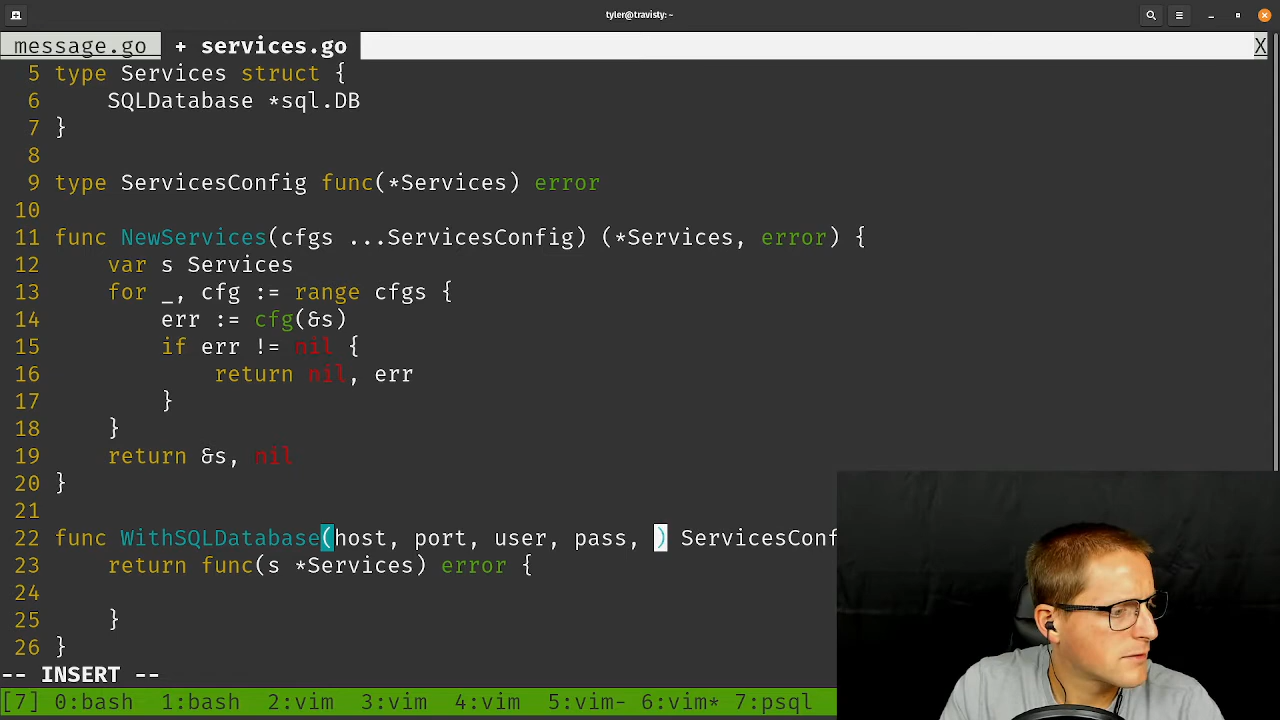 tyler@travisty: ~
message.go + services.go X
5 type Services struct {
6 SQLDatabase *sql.DB
7 }
8
9 type ServicesConfig func(*Services) error
10
11 func NewServices(cfgs ...ServicesConfig) (*Services, error) {
12 var s Services
13 for _, cfg := range cfgs {
14 err := cfg(&s)
15 if err != nil {
16 return nil, err
17 }
18 }
19 return &s, nil
20 }
21
22 func WithSQLDatabase(host, port, user, pass, ) ServicesConf
23 return func(s *Services) error {
24
25 }
26 }
-- INSERT --
[7] 0:bash 1:bash 2:vim 3:vim 4:vim 5:vim- 6:vim* 7:psql